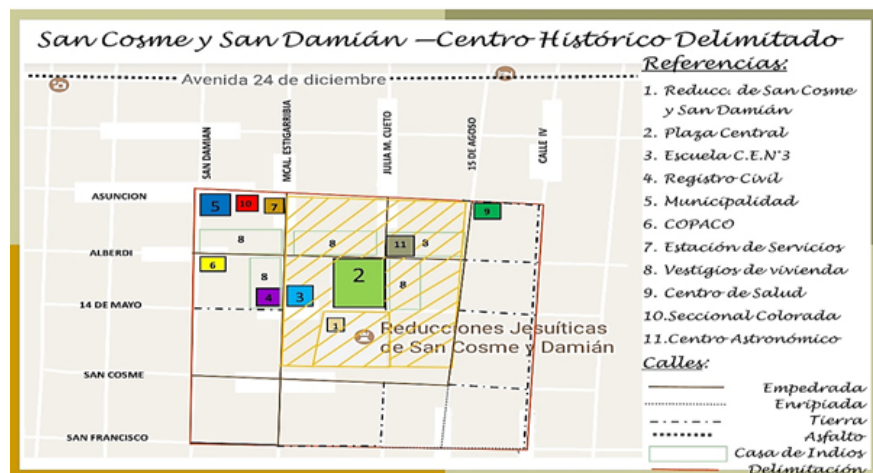 San Cosme y San Damián —Centro Histórico Delimitado
Avenida 24 de diciembre
Referencias:
1. Reducc. de San Cosme
y San Damián
2. Plaza Central
3. Escuela C.E.N°3
4. Registro Civil
5. Municipalidad
6. COPACO
7. Estación de Servicios
8. Vestigios de vivienda
9. Centro de Salud
10. Seccional Colorada
11. Centro Astronómico
Calles:
Empedrada
Enripiada
Tierra
Asfalto
Casa de Indios
Delimitación
SAN DAMIAN
MCAL. ESTIGARRIBIA
JULIA M. CUETO
15 DE AGOSO
CALLE IV
ASUNCION
5
10
7
9
8
8
11
8
ALBERDI
6
8
2
8
4
3
14 DE MAYO
1
Reducciones Jesuíticas
de San Cosme y Damián
SAN COSME
SAN FRANCISCO